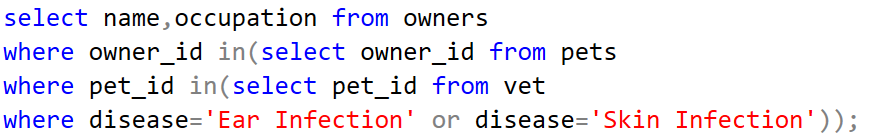 select name,occupation from owners
where owner_id in(select owner_id from pets
where pet_id in(select pet_id from vet
where disease='Ear Infection' or disease='Skin Infection'));